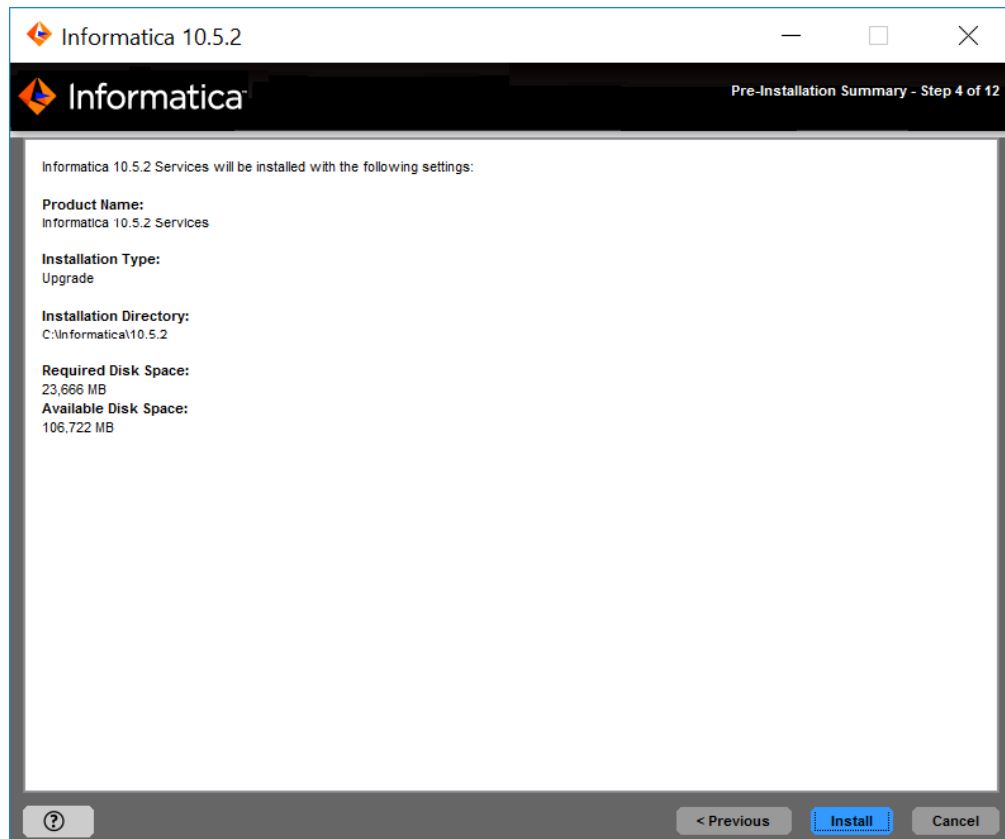 Informatica 10.5.2
Informatica
Pre-Installation Summary - Step 4 of 12
Informatica 10.5.2 Services will be installed with the following settings:
Product Name:
Informatica 10.5.2 Services
Installation Type:
Upgrade
Installation Directory:
C:\Informatica\10.5.2
Required Disk Space:
23,666 MB
Available Disk Space:
106,722 MB
?
< Previous
Install
Cancel